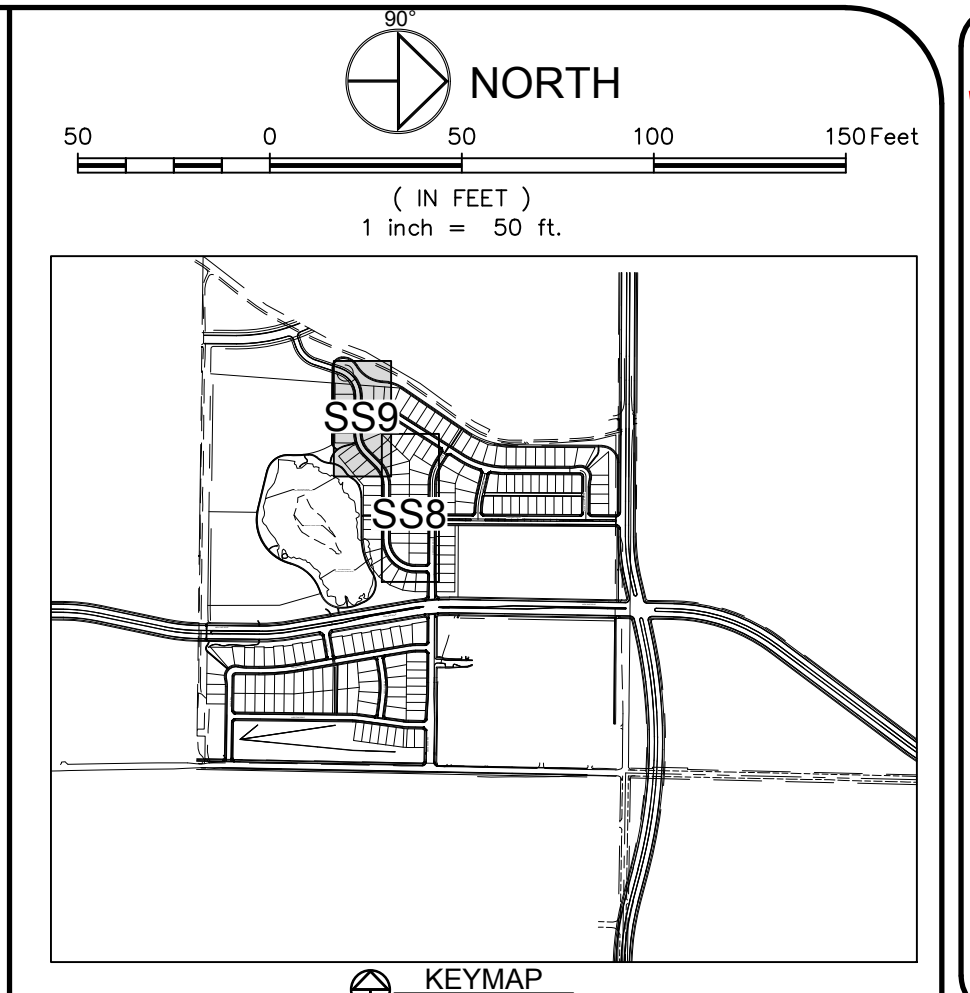 90°
NORTH
50 0 50 100 150 Feet
( IN FEET )
1 inch = 50 ft.
SS9
SS8
KEYMAP